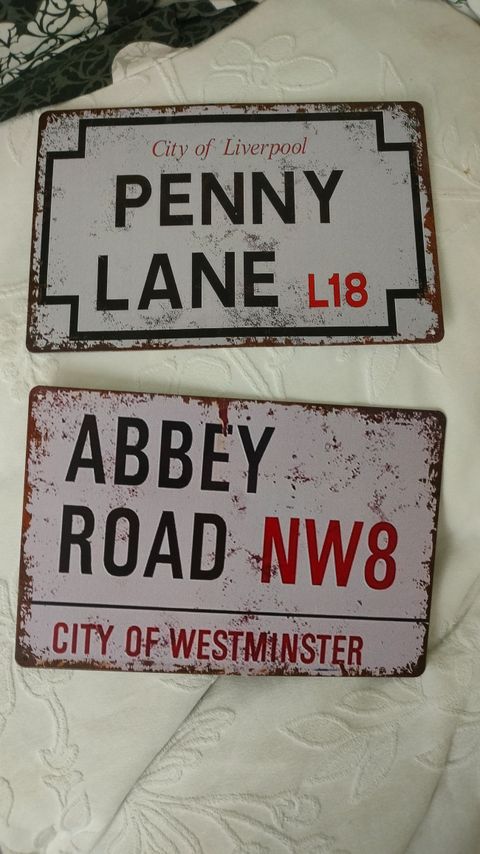 City of Liverpool
PENNY
LANE L18
ABBEY
ROAD NW8
CITY OF WESTMINSTER